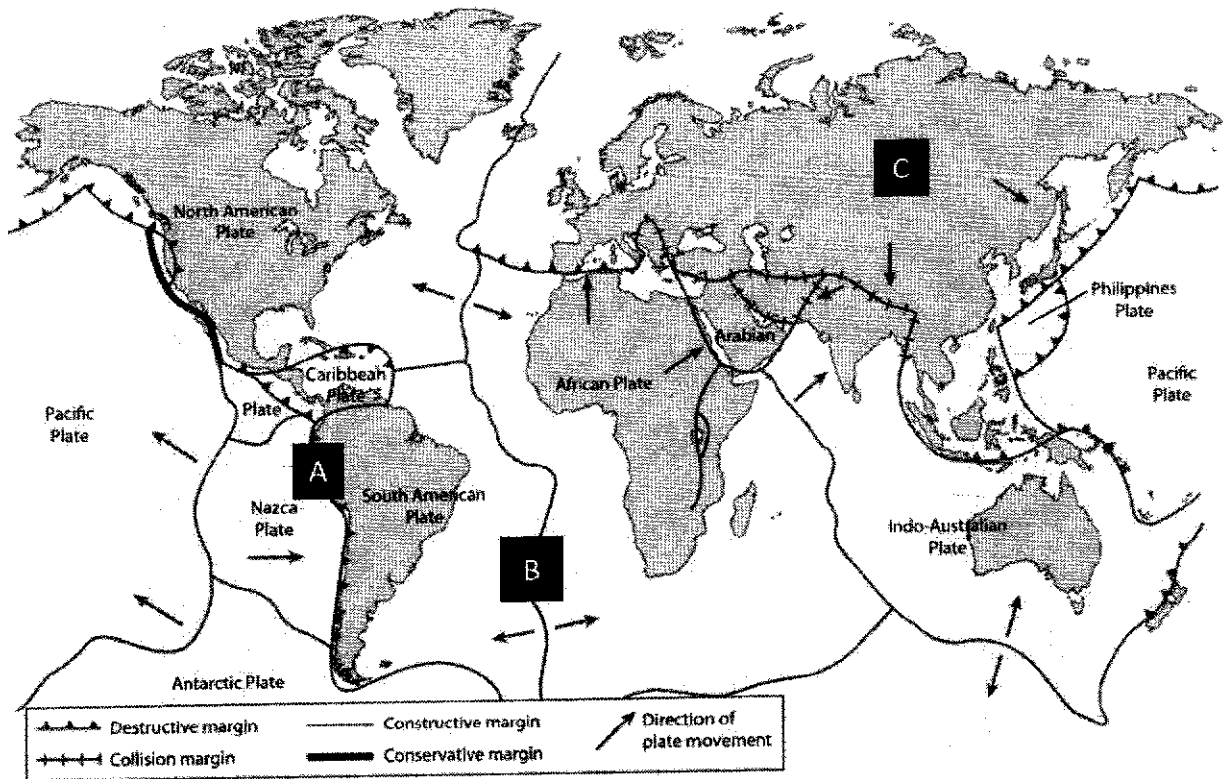 C
North American
Plate
Philippines
Plate
Arabian
Caribbean
Plate
African Plate
Pacific
Plate
Plate
Pacific
Plate
A
South American
Plate
Nazca
Plate
Indo-Australian
Plate
B
Antarctic Plate
Destructive margin
Constructive margin
Direction of
plate movement
Collision margin
Conservative margin